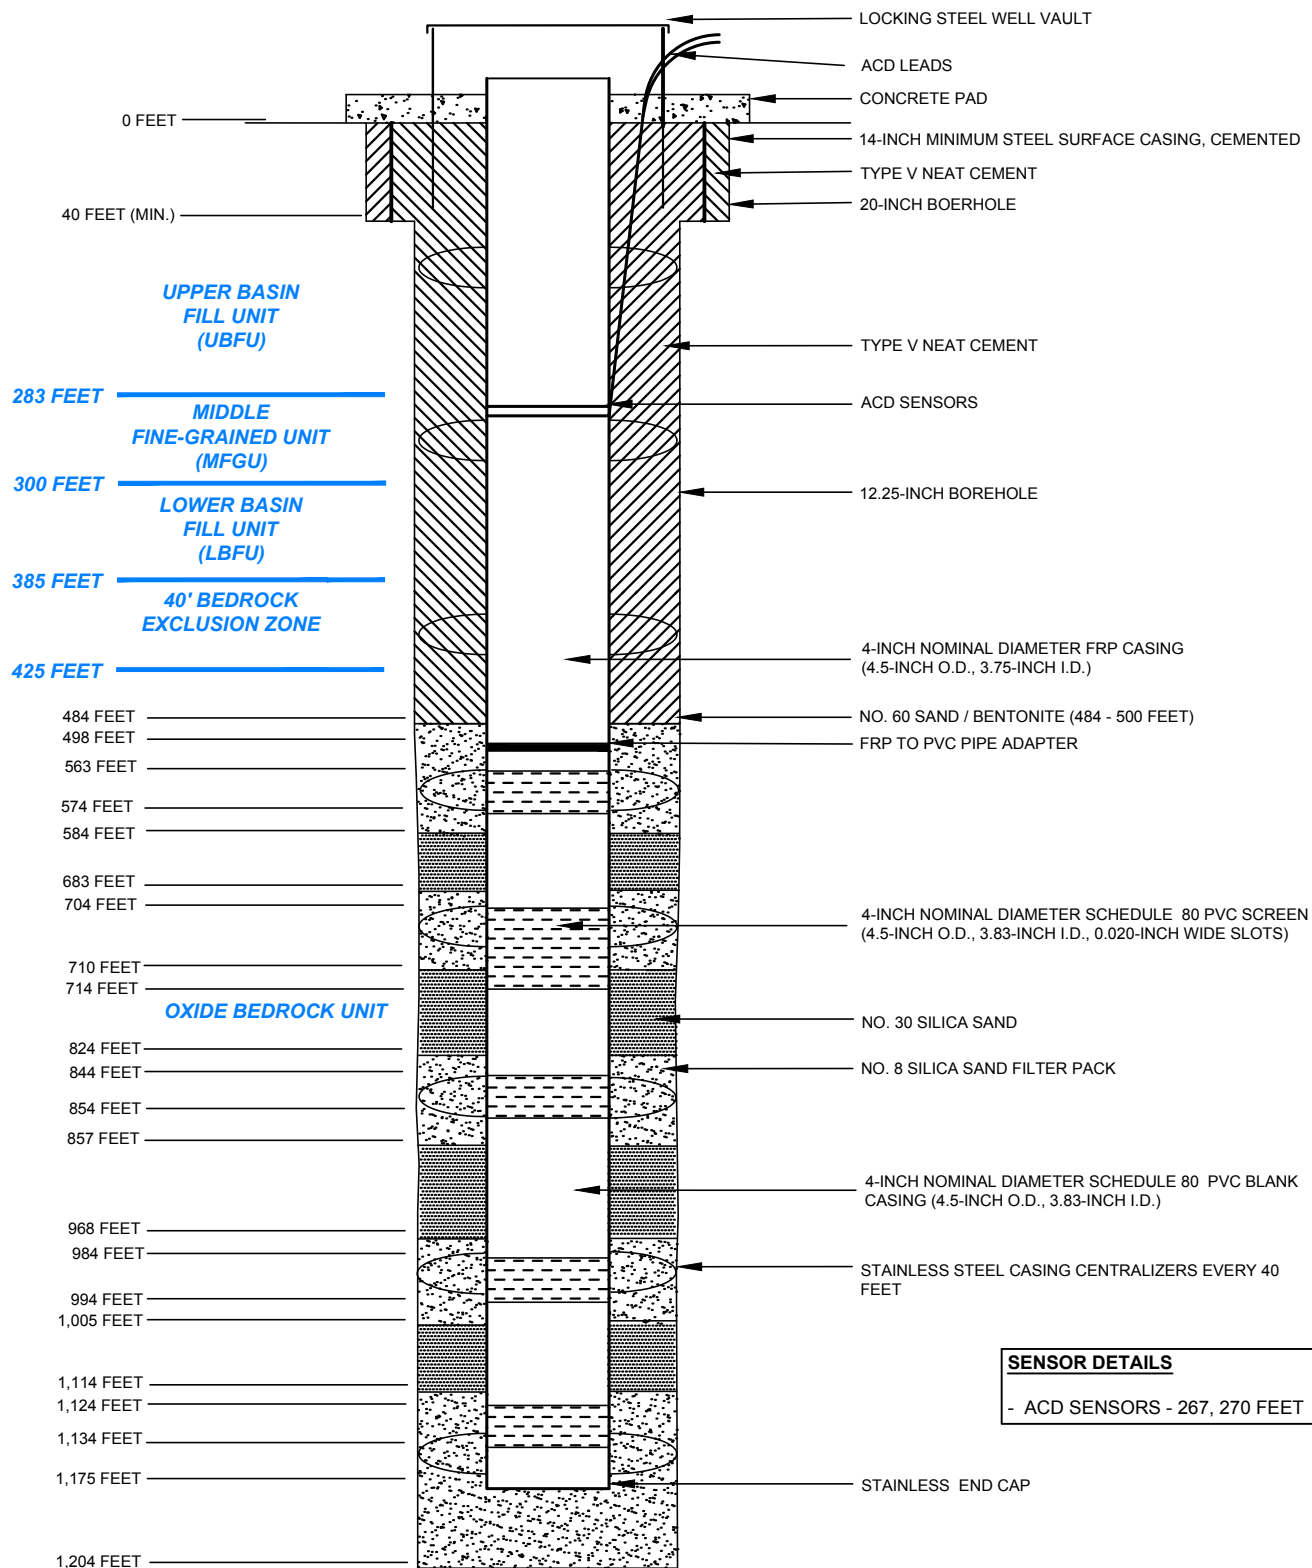 LOCKING STEEL WELL VAULT
ACD LEADS
CONCRETE PAD
0 FEET
14-INCH MINIMUM STEEL SURFACE CASING, CEMENTED
TYPE V NEAT CEMENT
20-INCH BOERHOLE
40 FEET (MIN.)
UPPER BASIN
FILL UNIT
(UBFU)
TYPE V NEAT CEMENT
283 FEET
ACD SENSORS
MIDDLE
FINE-GRAINED UNIT
(MFGU)
300 FEET
12.25-INCH BOREHOLE
LOWER BASIN
FILL UNIT
(LBFU)
385 FEET
40' BEDROCK
EXCLUSION ZONE
4-INCH NOMINAL DIAMETER FRP CASING
(4.5-INCH O.D., 3.75-INCH I.D.)
425 FEET
484 FEET
NO. 60 SAND / BENTONITE (484 - 500 FEET)
498 FEET
FRP TO PVC PIPE ADAPTER
563 FEET
574 FEET
584 FEET
683 FEET
704 FEET
4-INCH NOMINAL DIAMETER SCHEDULE 80 PVC SCREEN
(4.5-INCH O.D., 3.83-INCH I.D., 0.020-INCH WIDE SLOTS)
710 FEET
714 FEET
OXIDE BEDROCK UNIT
NO. 30 SILICA SAND
824 FEET
844 FEET
NO. 8 SILICA SAND FILTER PACK
854 FEET
857 FEET
4-INCH NOMINAL DIAMETER SCHEDULE 80 PVC BLANK
CASING (4.5-INCH O.D., 3.83-INCH I.D.)
968 FEET
984 FEET
STAINLESS STEEL CASING CENTRALIZERS EVERY 40
FEET
994 FEET
1,005 FEET
SENSOR DETAILS
- ACD SENSORS - 267, 270 FEET
1,114 FEET
1,124 FEET
1,134 FEET
1,175 FEET
STAINLESS END CAP
1,204 FEET